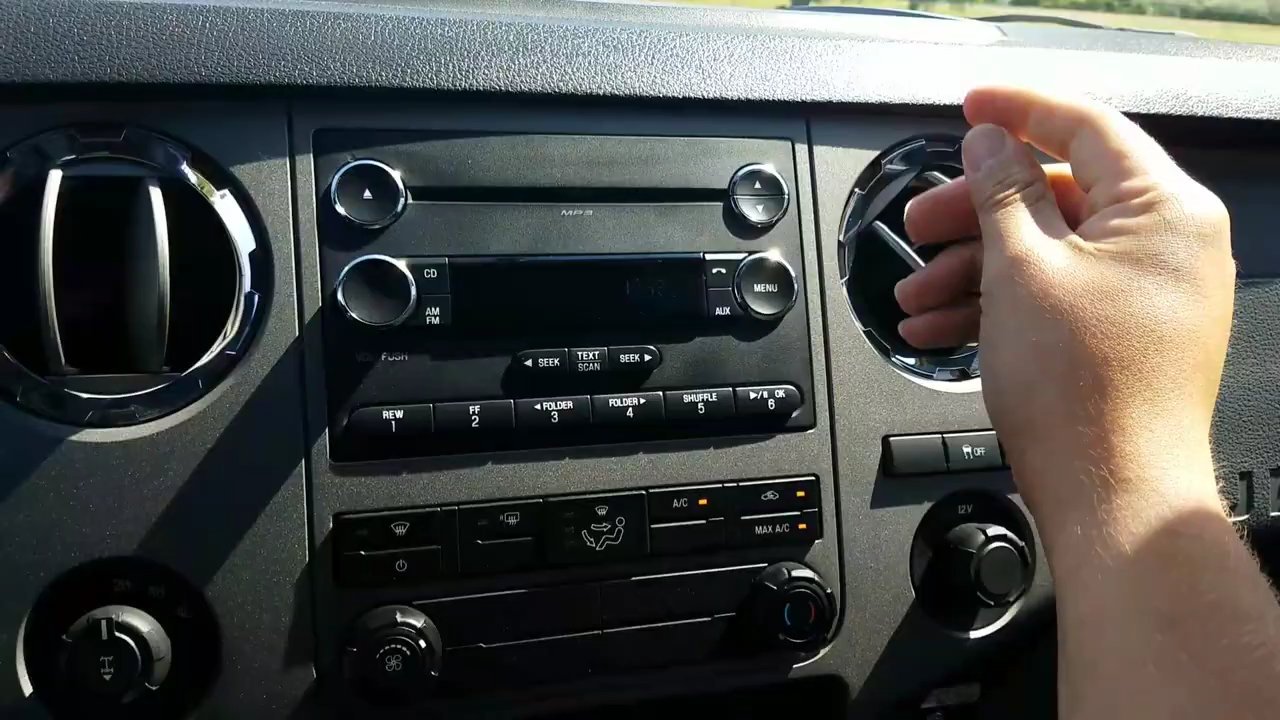 MP3
CD
MENU
AM
FM
AUX
PUSH
SEEK
TEXT
SCAN
SEEK
REW
1
FF
2
FOLDER
3
FOLDER
4
SHUFFLE
5
OK
6
A/C
MAX A/C
R
OFF
12V